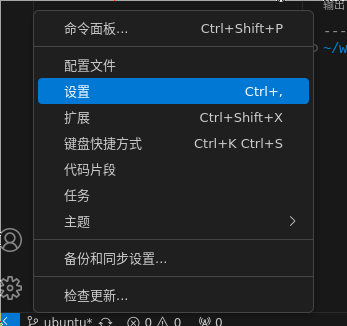 输出
命令面板... Ctrl+Shift+P
配置文件
设置 Ctrl+,
扩展 Ctrl+Shift+X
键盘快捷方式 Ctrl+K Ctrl+S
代码片段
任务
主题
备份和同步设置...
检查更新...
ubuntu* 0 0 0